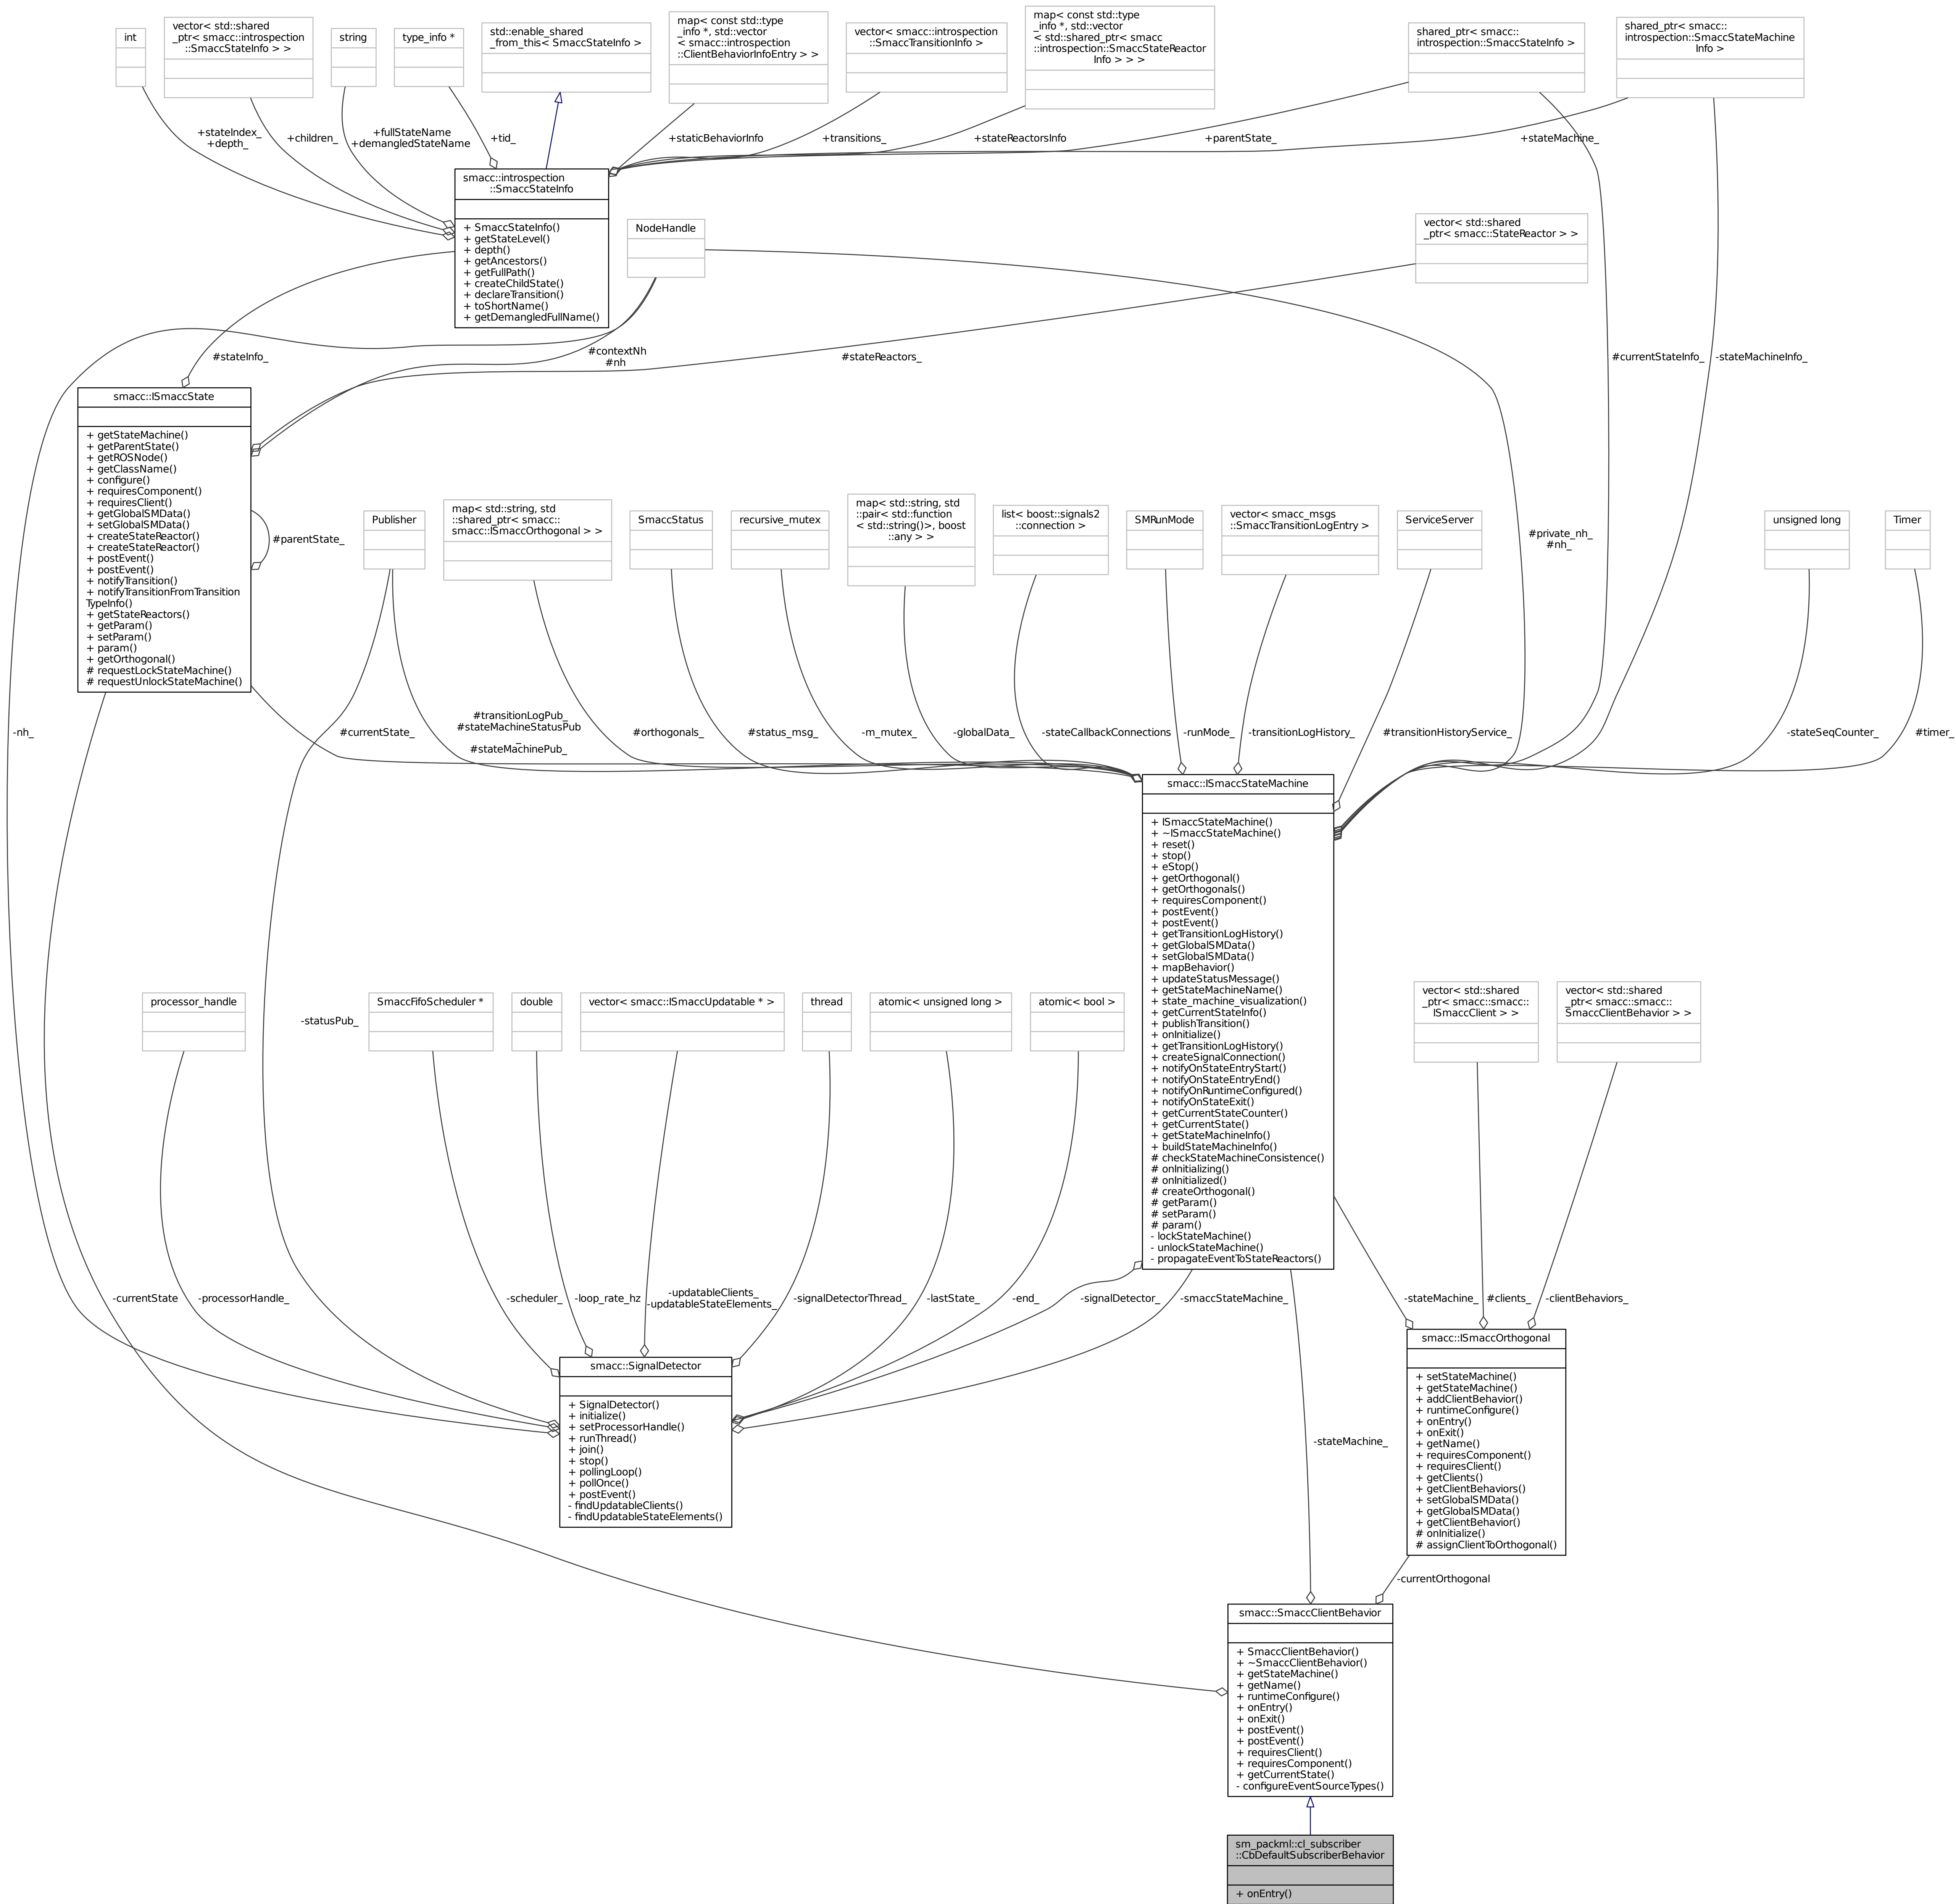 int
vector< std::shared
_ptr< smacc::introspection
::SmaccStateInfo > >
string
type_info *
std::enable_shared
_from_this< SmaccStateInfo >
map< const std::type
_info *, std::vector
< smacc::introspection
::ClientBehaviorInfoEntry > >
vector< smacc::introspection
::SmaccTransitionInfo >
map< const std::type
_info *, std::vector
< std::shared_ptr< smacc
::introspection::SmaccStateReactor
Info > > >
shared_ptr< smacc::
introspection::SmaccStateInfo >
shared_ptr< smacc::
introspection::SmaccStateMachine
Info >
+stateIndex_
+depth_
+children_
+fullStateName
+demangledStateName
+tid_
+staticBehaviorInfo
+transitions_
+stateReactorsInfo
+parentState_
+stateMachine_
smacc::introspection
::SmaccStateInfo
+ SmaccStateInfo()
+ getStateLevel()
+ depth()
+ getAncestors()
+ getFullPath()
+ createChildState()
+ declareTransition()
+ toShortName()
+ getDemangledFullName()
NodeHandle
vector< std::shared
_ptr< smacc::StateReactor > >
#stateInfo_
#contextNh
#nh
#stateReactors_
#currentStateInfo_
-stateMachineInfo_
smacc::ISmaccState
+ getStateMachine()
+ getParentState()
+ getROSNode()
+ getClassName()
+ configure()
+ requiresComponent()
+ requiresClient()
+ getGlobalSMData()
+ setGlobalSMData()
+ createStateReactor()
+ createStateReactor()
+ postEvent()
+ postEvent()
+ notifyTransition()
+ notifyTransitionFromTransition
TypeInfo()
+ getStateReactors()
+ getParam()
+ setParam()
+ param()
+ getOrthogonal()
# requestLockStateMachine()
# requestUnlockStateMachine()
#parentState_
Publisher
map< std::string, std
::shared_ptr< smacc::
smacc::ISmaccOrthogonal > >
SmaccStatus
recursive_mutex
map< std::string, std
::pair< std::function
< std::string()>, boost
::any > >
list< boost::signals2
::connection >
SMRunMode
vector< smacc_msgs
::SmaccTransitionLogEntry >
ServiceServer
#private_nh_
#nh_
unsigned long
Timer
-nh_
#currentState_
#transitionLogPub_
#stateMachineStatusPub
_
#stateMachinePub_
#orthogonals_
#status_msg_
-m_mutex_
-globalData_
-stateCallbackConnections
-runMode_
-transitionLogHistory_
#transitionHistoryService_
-stateSeqCounter_
#timer_
smacc::ISmaccStateMachine
+ ISmaccStateMachine()
+ ~ISmaccStateMachine()
+ reset()
+ stop()
+ eStop()
+ getOrthogonal()
+ getOrthogonals()
+ requiresComponent()
+ postEvent()
+ postEvent()
+ getTransitionLogHistory()
+ getGlobalSMData()
+ setGlobalSMData()
+ mapBehavior()
+ updateStatusMessage()
+ getStateMachineName()
+ state_machine_visualization()
+ getCurrentStateInfo()
+ publishTransition()
+ onInitialize()
+ getTransitionLogHistory()
+ createSignalConnection()
+ notifyOnStateEntryStart()
+ notifyOnStateEntryEnd()
+ notifyOnRuntimeConfigured()
+ notifyOnStateExit()
+ getCurrentStateCounter()
+ getCurrentState()
+ getStateMachineInfo()
+ buildStateMachineInfo()
# checkStateMachineConsistence()
# onInitializing()
# onInitialized()
# createOrthogonal()
# getParam()
# setParam()
# param()
- lockStateMachine()
- unlockStateMachine()
- propagateEventToStateReactors()
processor_handle
-statusPub_
SmaccFifoScheduler *
double
vector< smacc::ISmaccUpdatable * >
thread
atomic< unsigned long >
atomic< bool >
vector< std::shared
_ptr< smacc::smacc::
ISmaccClient > >
vector< std::shared
_ptr< smacc::smacc::
SmaccClientBehavior > >
-currentState
-processorHandle_
-scheduler_
-loop_rate_hz
-updatableClients_
-updatableStateElements_
-signalDetectorThread_
-lastState_
-end_
-signalDetector_
-smaccStateMachine_
-stateMachine_
#clients_
-clientBehaviors_
smacc::SignalDetector
+ SignalDetector()
+ initialize()
+ setProcessorHandle()
+ runThread()
+ join()
+ stop()
+ pollingLoop()
+ pollOnce()
+ postEvent()
- findUpdatableClients()
- findUpdatableStateElements()
smacc::ISmaccOrthogonal
+ setStateMachine()
+ getStateMachine()
+ addClientBehavior()
+ runtimeConfigure()
+ onEntry()
+ onExit()
+ getName()
+ requiresComponent()
+ requiresClient()
+ getClients()
+ getClientBehaviors()
+ setGlobalSMData()
+ getGlobalSMData()
+ getClientBehavior()
# onInitialize()
# assignClientToOrthogonal()
-stateMachine_
-currentOrthogonal
smacc::SmaccClientBehavior
+ SmaccClientBehavior()
+ ~SmaccClientBehavior()
+ getStateMachine()
+ getName()
+ runtimeConfigure()
+ onEntry()
+ onExit()
+ postEvent()
+ postEvent()
+ requiresClient()
+ requiresComponent()
+ getCurrentState()
- configureEventSourceTypes()
sm_packml::cl_subscriber
::CbDefaultSubscriberBehavior
+ onEntry()